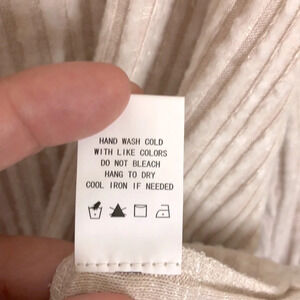 HAND WASH COLD
WITH LIKE COLORS
DO NOT BLEACH
HANG TO DRY
COOL IRON IF NEEDED